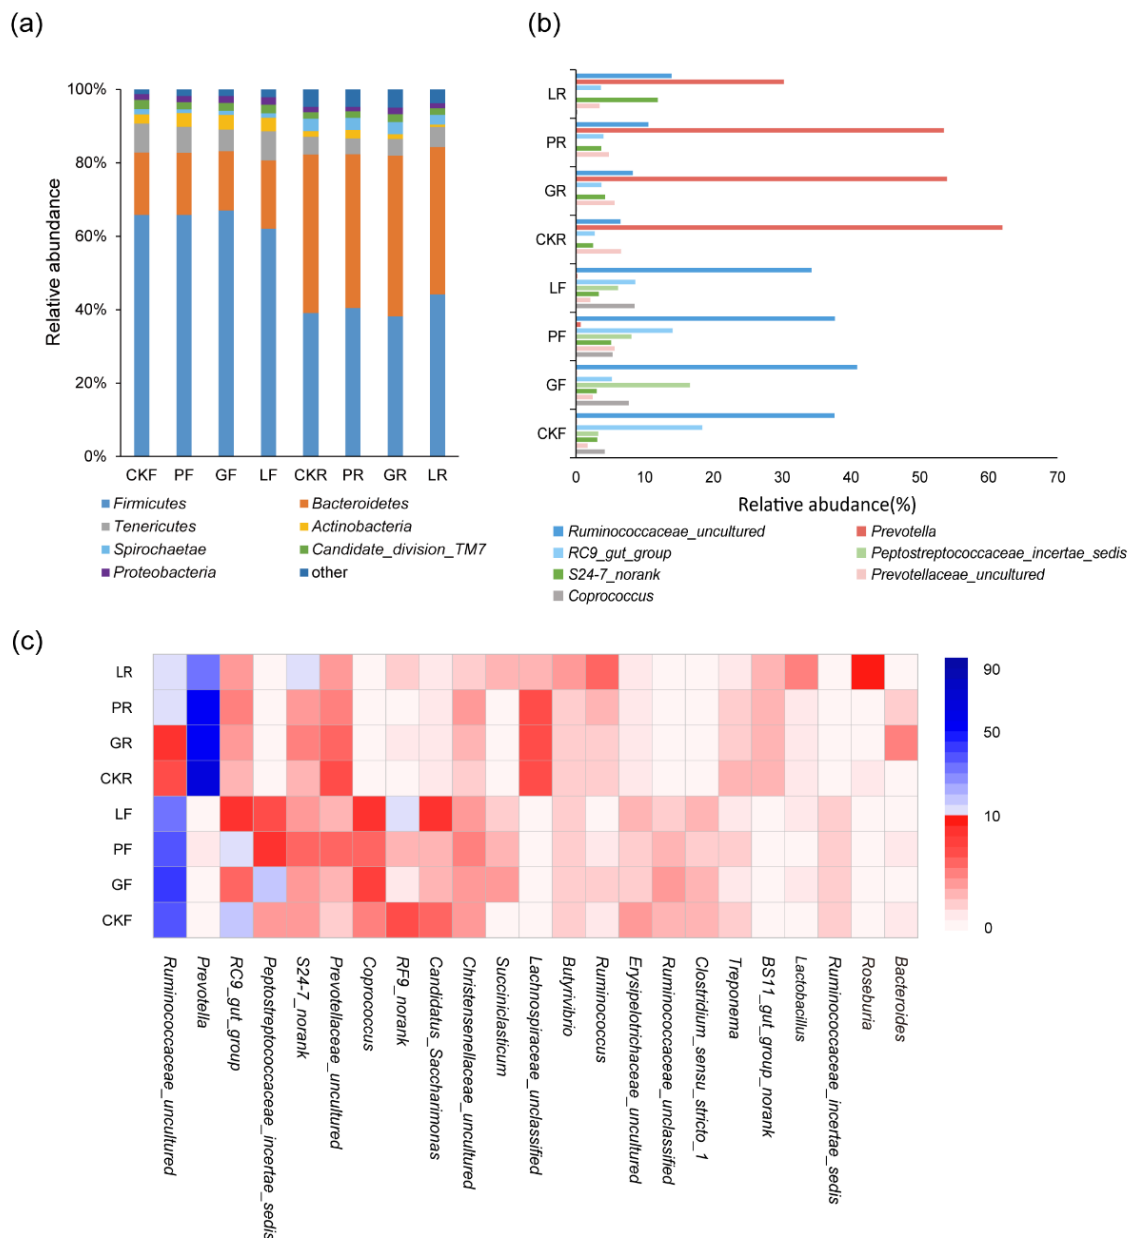 (a)
Relative abundance
100%
80%
60%
40%
20%
0%
CKF PF GF LF CKR PR GR LR
Firmicutes Bacteroidetes
Tenericutes Actinobacteria
Spirochaetae Candidate_division_TM7
Proteobacteria other
(b)
LR
PR
GR
CKR
LF
PF
GF
CKF
0 10 20 30 40 50 60 70
Relative abudance(%)
Ruminococcaceae_uncultured Prevotella
RC9_gut_group Peptostreptococcaceae_incertae_sedis
S24-7_norank Prevotellaceae_uncultured
Coprococcus
(c)
LR
PR
GR
CKR
LF
PF
GF
CKF
90
50
10
0
Ruminococcaceae_uncultured
Prevotella
RC9_gut_group
Peptostreptococcaceae_incertae_sedis
S24-7_norank
Prevotellaceae_uncultured
Coprococcus
RF9_norank
Candidatus_Saccharimonas
Christensenellaceae_uncultured
Succiniclasticum
Lachnospiraceae_unclassified
Butyrivibrio
Ruminococcus
Erysipelotrichaceae_uncultured
Ruminococcaceae_unclassified
Clostridium_sensu_stricto_1
Treponema
BS11_gut_group_norank
Lactobacillus
Ruminococcaceae_incertae_sedis
Roseburia
Bacteroides